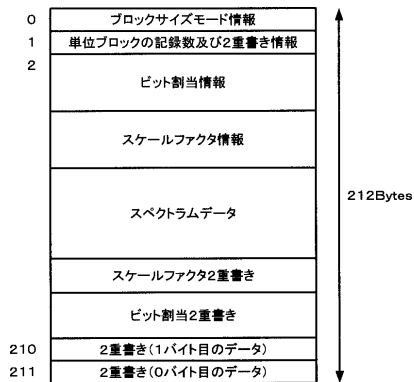 0 ブロックサイズモード情報
1 単位ブロックの記録数及び2重書き情報
2
ビット割当情報
スケールファクタ情報
スペクトラムデータ
212Bytes
スケールファクタ2重書き
ビット割当2重書き
210 2重書き(1バイト目のデータ)
211 2重書き(0バイト目のデータ)